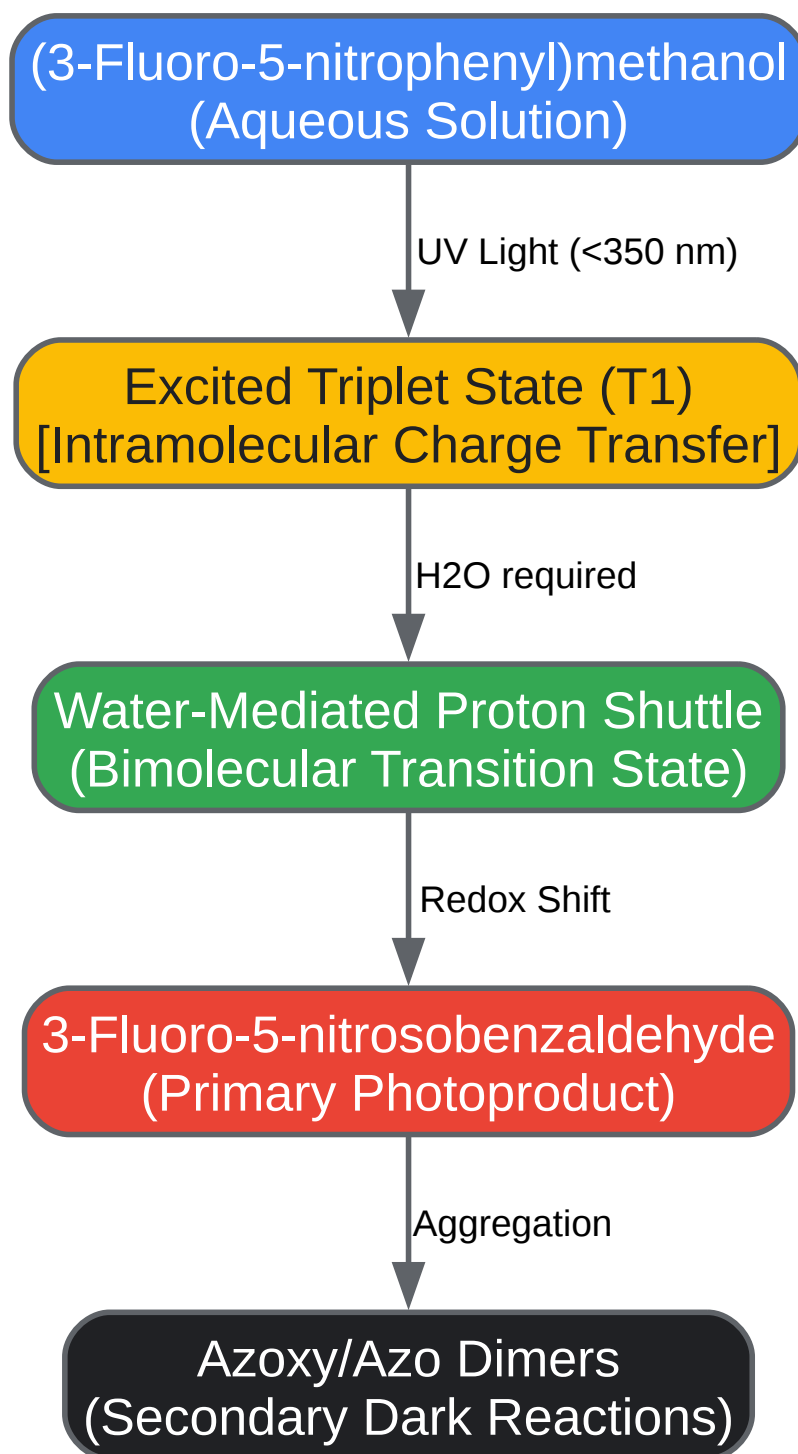 (3-Fluoro-5-nitrophenyl)methanol
(Aqueous Solution)
UV Light (<350 nm)
Excited Triplet State (T1)
[Intramolecular Charge Transfer]
H2O required
Water-Mediated Proton Shuttle
(Bimolecular Transition State)
Redox Shift
3-Fluoro-5-nitrosobenzaldehyde
(Primary Photoproduct)
Aggregation
Azoxy/Azo Dimers
(Secondary Dark Reactions)